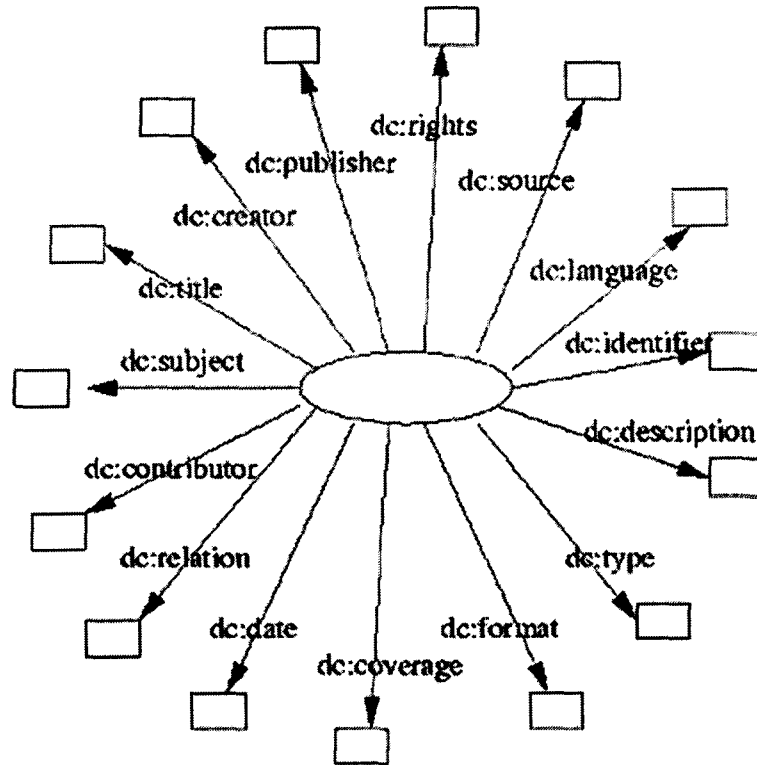 dc:rights
dc:publisher
dc:source
dc:creator
dc:language
dc:title
dc:identifier
dc:subject
dc:description
dc:contributor
dc:relation
dc:type
dc:date
dc:format
dc:coverage